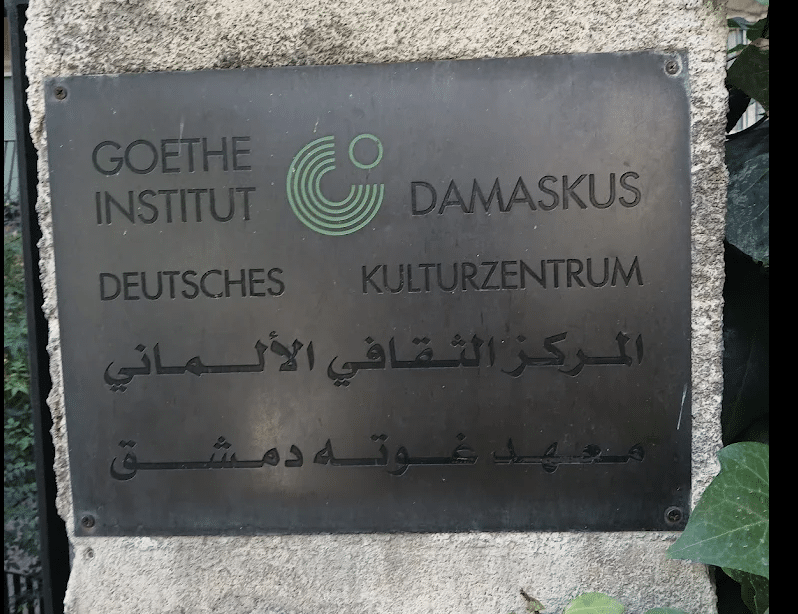 GOETHE
INSTITUT
DAMASKUS
DEUTSCHES KULTURZENTRUM
المركز الثقافي الألماني
معهد غوته دمشق